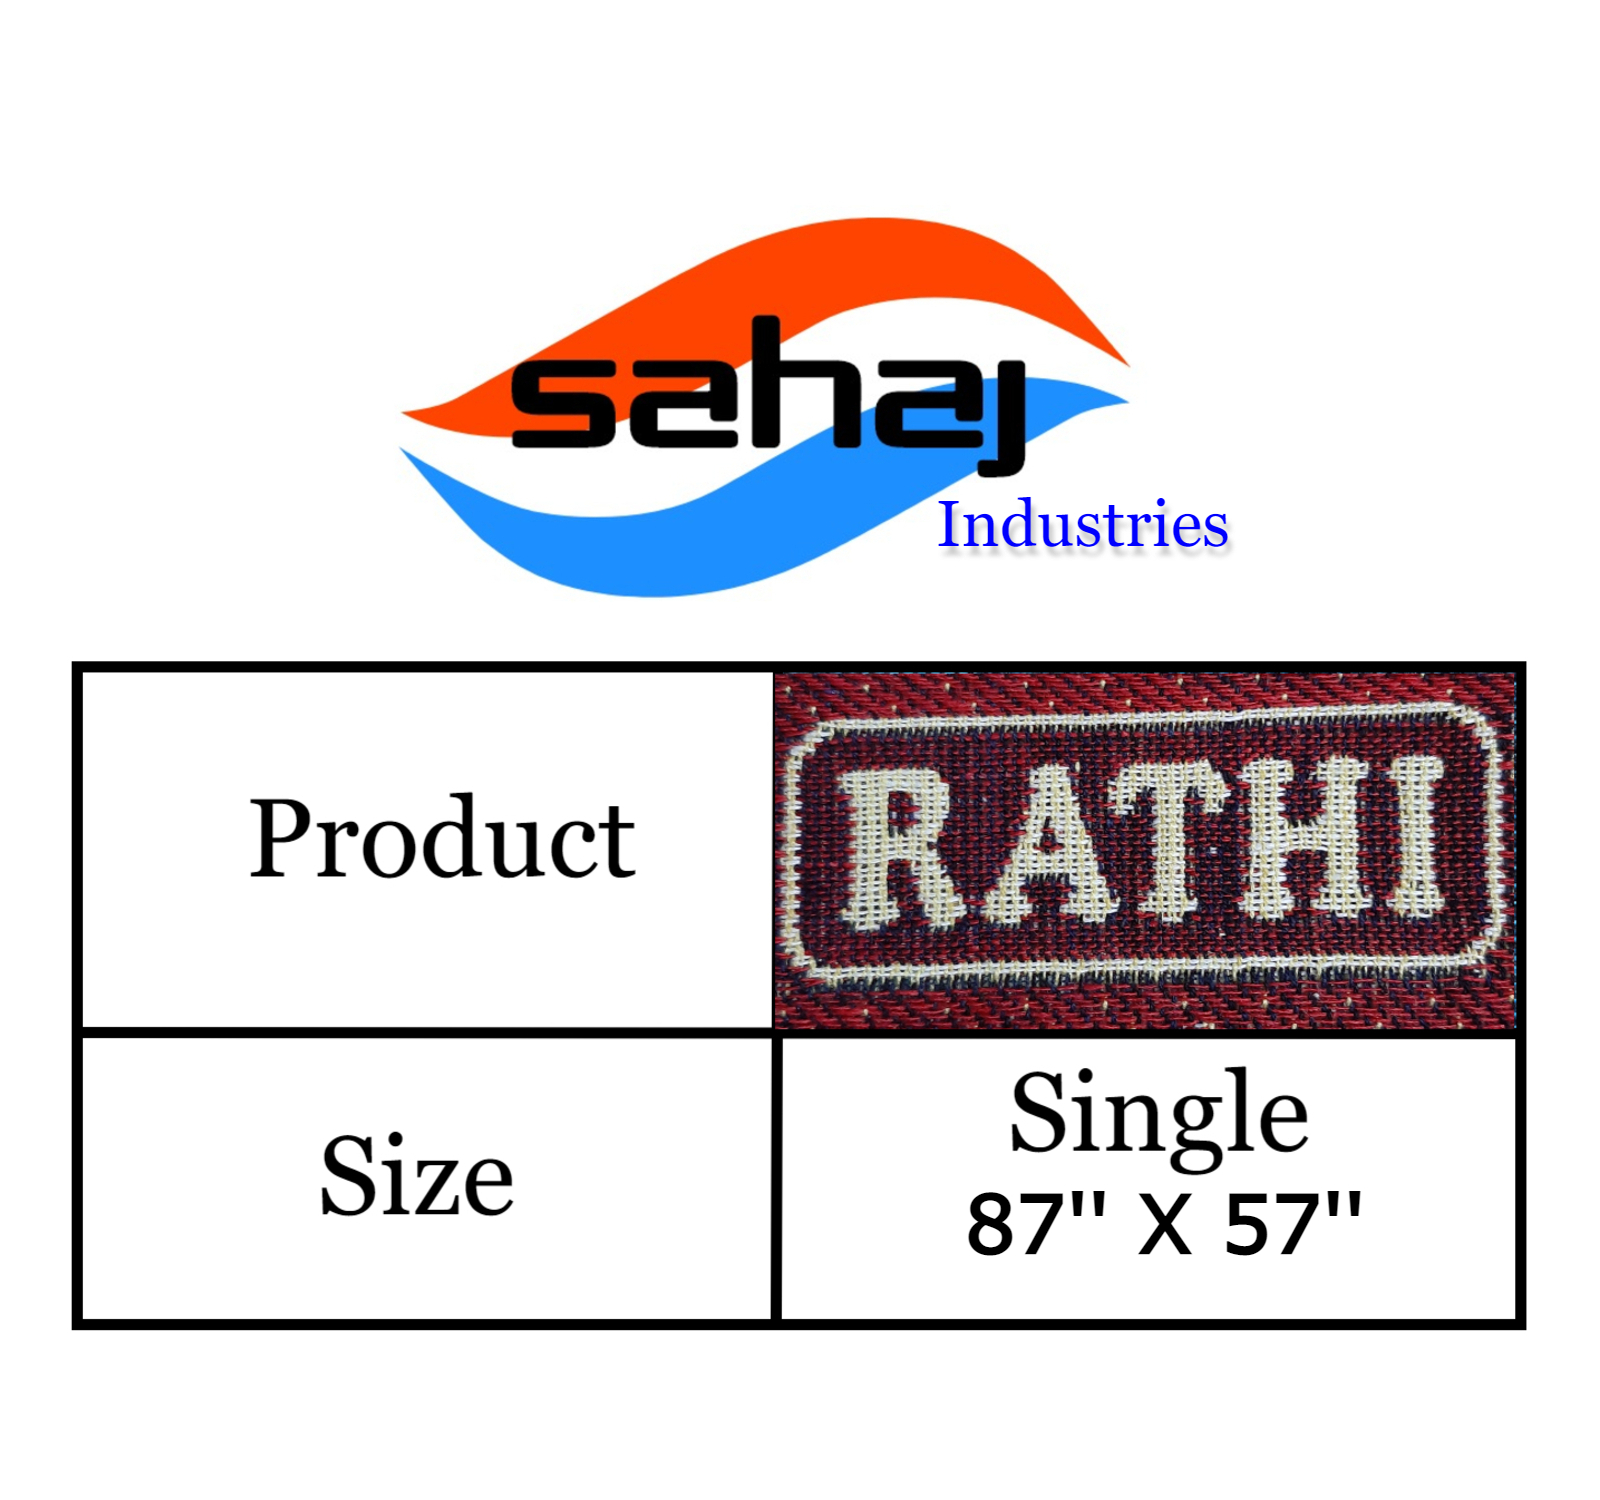 sahaj
Industries
Product
RATHI
Size
Single
87'' X 57''